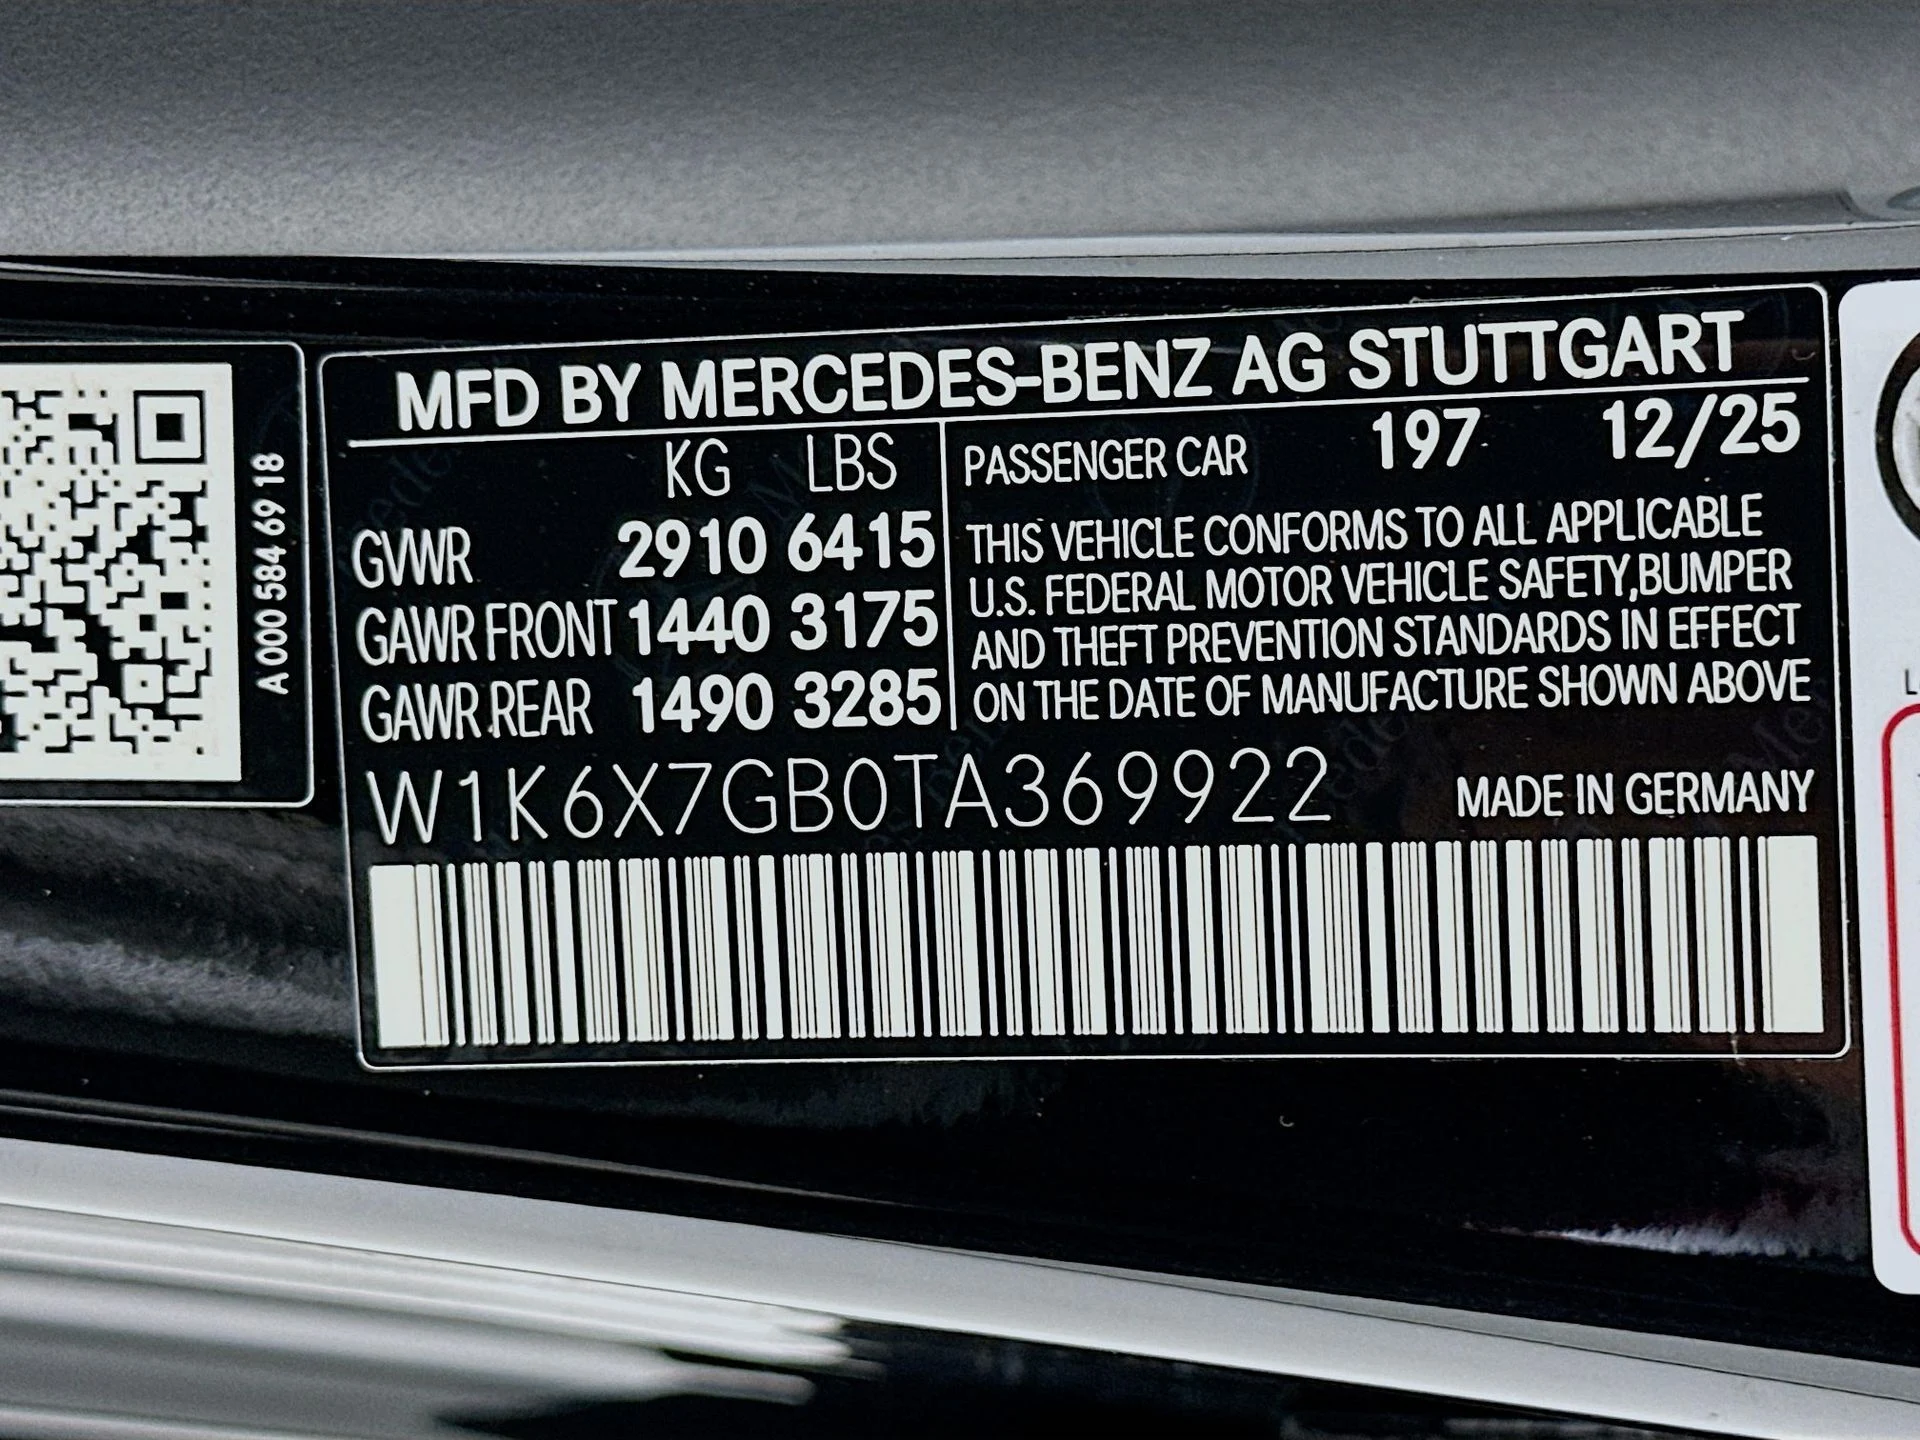 A 000 584 69 18
MFD BY MERCEDES-BENZ AG STUTTGART
KG LBS
GVWR 2910 6415
GAWR FRONT 1440 3175
GAWR REAR 1490 3285
PASSENGER CAR 197 12/25
THIS VEHICLE CONFORMS TO ALL APPLICABLE
U.S. FEDERAL MOTOR VEHICLE SAFETY,BUMPER
AND THEFT PREVENTION STANDARDS IN EFFECT
ON THE DATE OF MANUFACTURE SHOWN ABOVE
W1K6X7GB0TA369922
MADE IN GERMANY